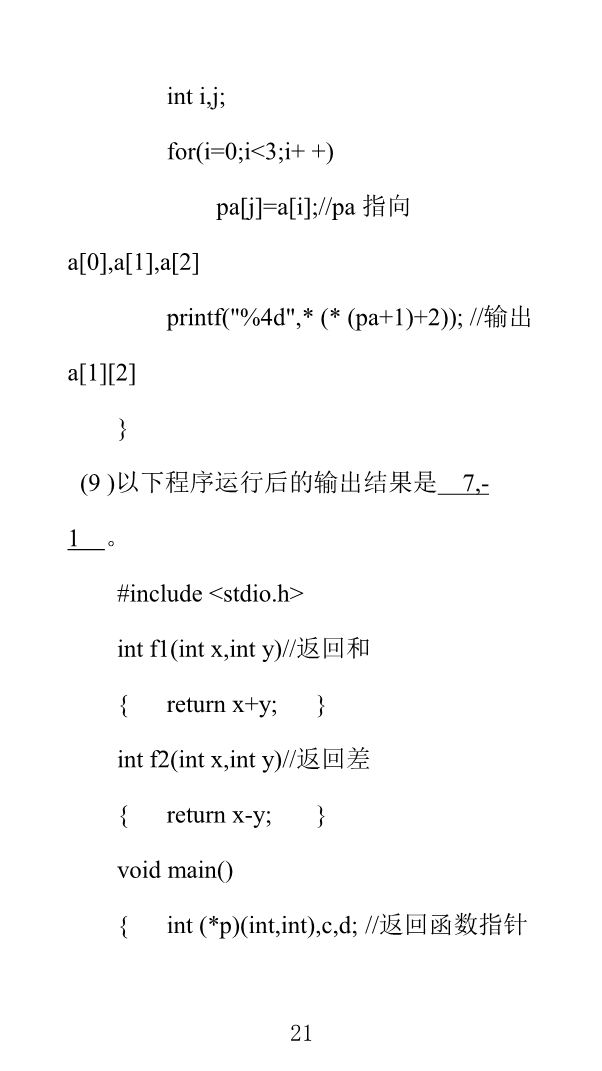 int i,j;
for(i=0;i<3;i+ +)
pa[j]=a[i];//pa 指向
a[0],a[1],a[2]
printf("%4d",* (* (pa+1)+2)); //输出
a[1][2]
}
(9 )以下程序运行后的输出结果是__7,-
1__。
#include <stdio.h>
int f1(int x,int y)//返回和
{ return x+y; }
int f2(int x,int y)//返回差
{ return x-y; }
void main()
{ int (*p)(int,int),c,d; //返回函数指针
21